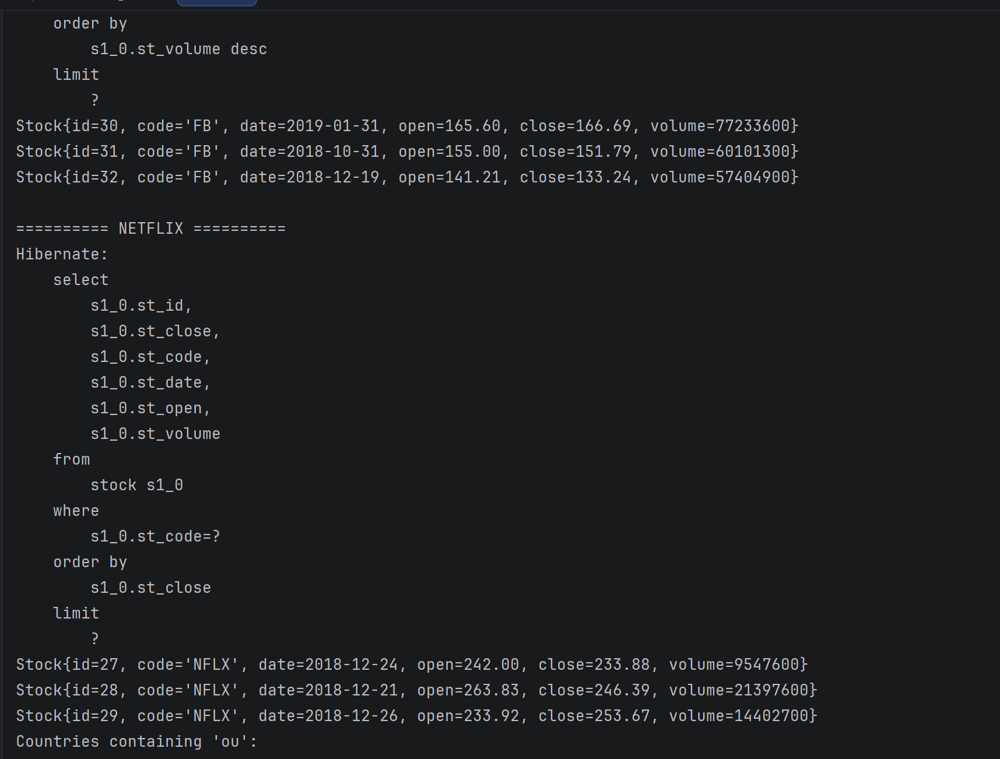 order by
s1_0.st_volume desc
limit
?
Stock{id=30, code='FB', date=2019-01-31, open=165.60, close=166.69, volume=77233600}
Stock{id=31, code='FB', date=2018-10-31, open=155.00, close=151.79, volume=60101300}
Stock{id=32, code='FB', date=2018-12-19, open=141.21, close=133.24, volume=57404900}
========== NETFLIX ==========
Hibernate:
select
s1_0.st_id,
s1_0.st_close,
s1_0.st_code,
s1_0.st_date,
s1_0.st_open,
s1_0.st_volume
from
stock s1_0
where
s1_0.st_code=?
order by
s1_0.st_close
limit
?
Stock{id=27, code='NFLX', date=2018-12-24, open=242.00, close=233.88, volume=9547600}
Stock{id=28, code='NFLX', date=2018-12-21, open=263.83, close=246.39, volume=21397600}
Stock{id=29, code='NFLX', date=2018-12-26, open=233.92, close=253.67, volume=14402700}
Countries containing 'ou':